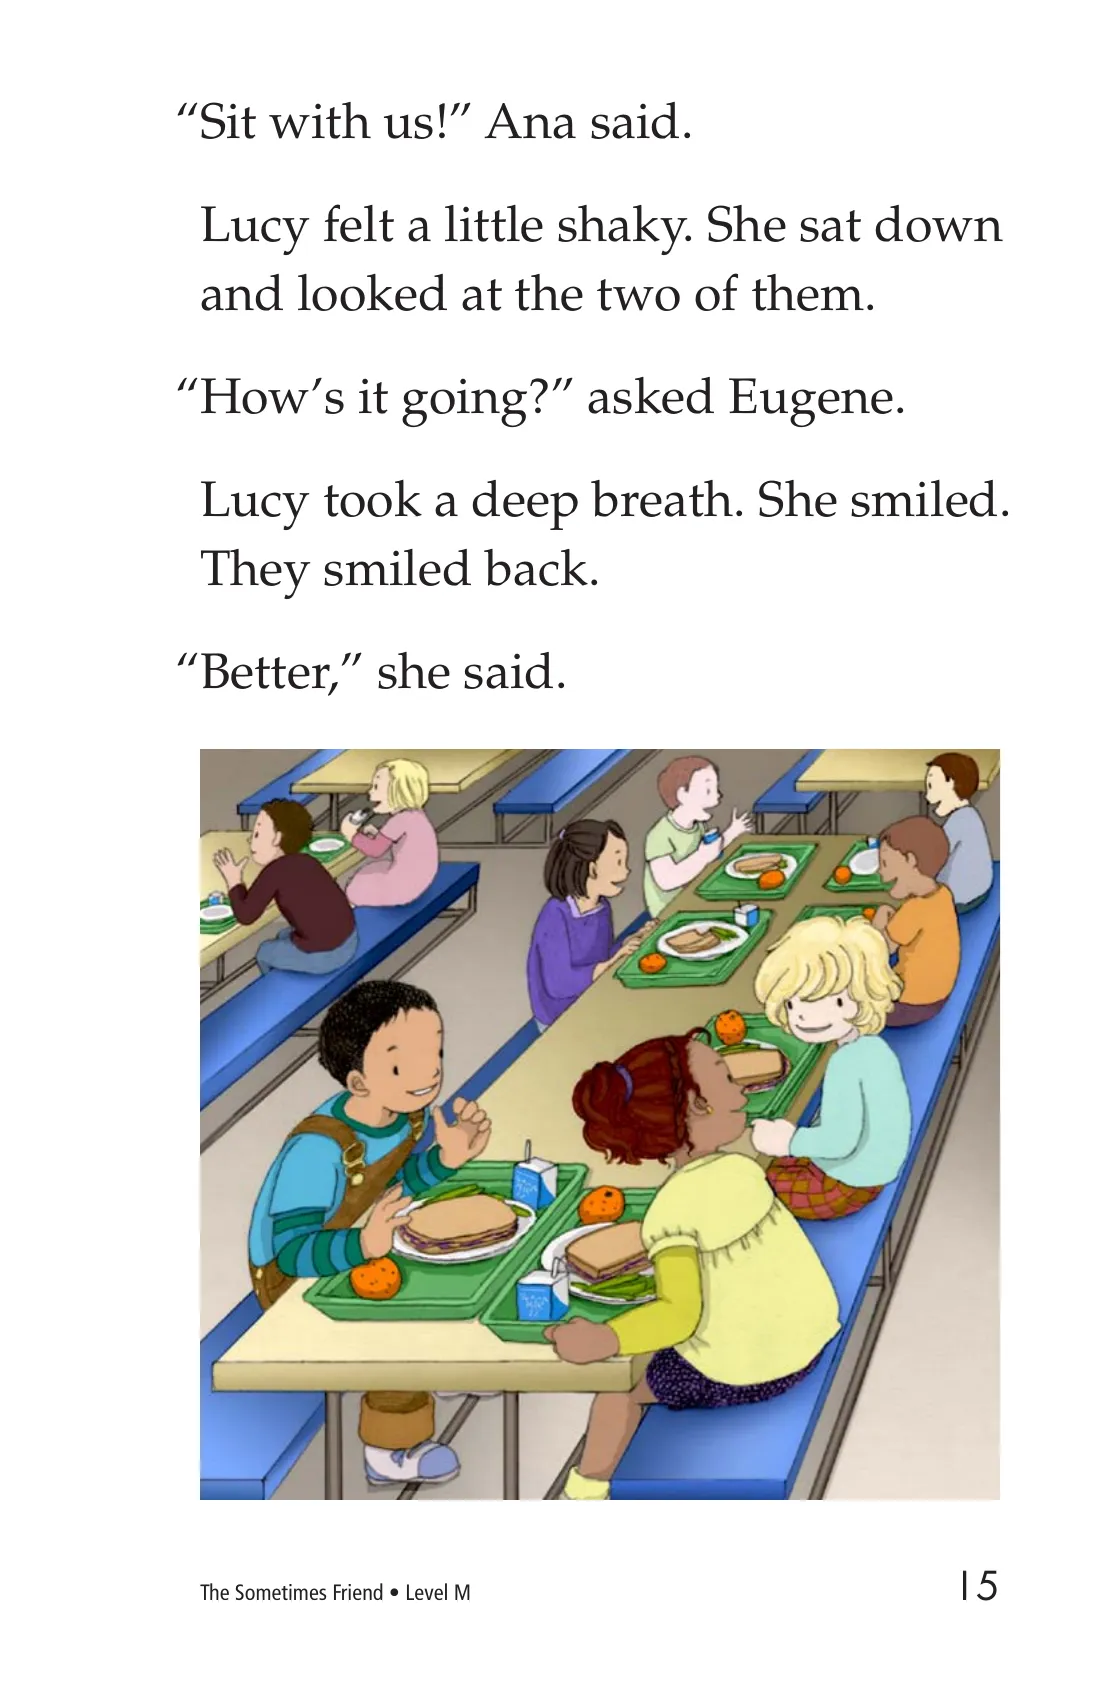 “Sit with us!” Ana said.
Lucy felt a little shaky. She sat down
and looked at the two of them.
“How’s it going?” asked Eugene.
Lucy took a deep breath. She smiled.
They smiled back.
“Better,” she said.
The Sometimes Friend • Level M
15